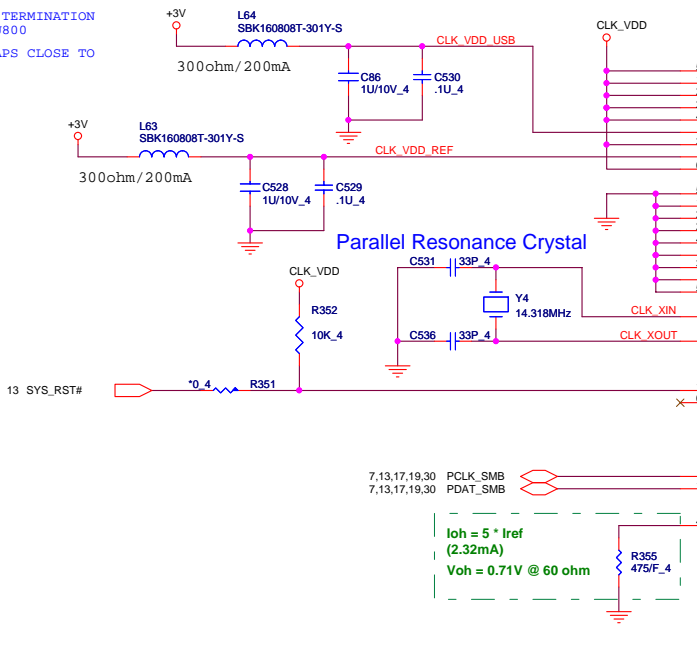 TERMINATION
APS CLOSE TO
+3V
L64
SBK160808T-301Y-S
300ohm/200mA
CLK_VDD_USB
CLK_VDD
C86
1U/10V_4
C530
.1U_4
+3V
L63
SBK160808T-301Y-S
300ohm/200mA
CLK_VDD_REF
C528
1U/10V_4
C529
.1U_4
Parallel Resonance Crystal
C531
33P_4
CLK_VDD
Y4
14.318MHz
CLK_XIN
R352
10K_4
C536
33P_4
CLK_XOUT
13 SYS_RST#
*0_4
R351
7,13,17,19,30 PCLK_SMB
7,13,17,19,30 PDAT_SMB
Ioh = 5 * Iref
(2.32mA)
Voh = 0.71V @ 60 ohm
R355
475/F_4